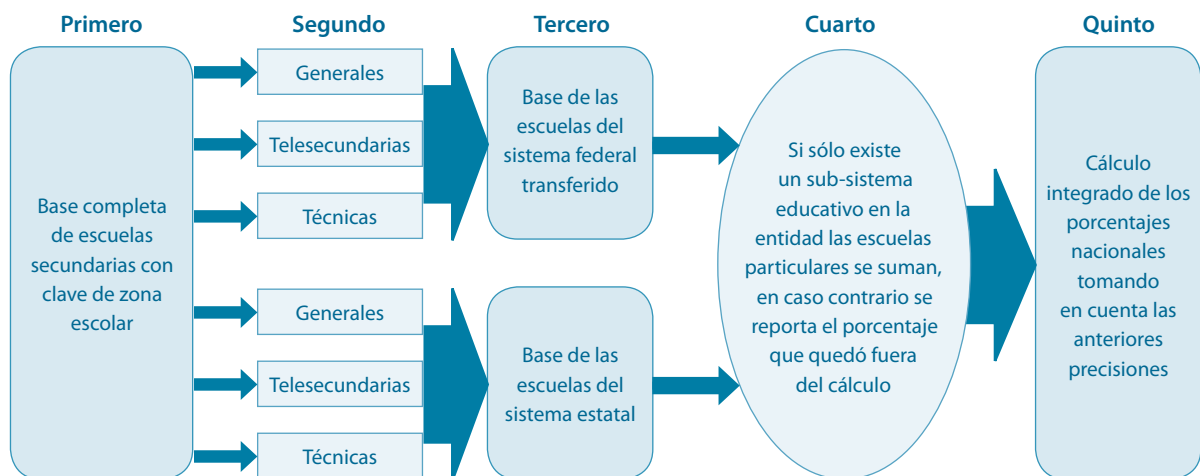 Primero
Segundo
Tercero
Cuarto
Quinto
Base completa
de escuelas
secundarias con
clave de zona
escolar
Generales
Telesecundarias
Técnicas
Generales
Telesecundarias
Técnicas
Base de las
escuelas del
sistema federal
transferido
Base de las
escuelas del
sistema estatal
Si sólo existe
un sub-sistema
educativo en la
entidad las escuelas
particulares se suman,
en caso contrario se
reporta el porcentaje
que quedó fuera
del cálculo
Cálculo
integrado de los
porcentajes
nacionales
tomando
en cuenta las
anteriores
precisiones